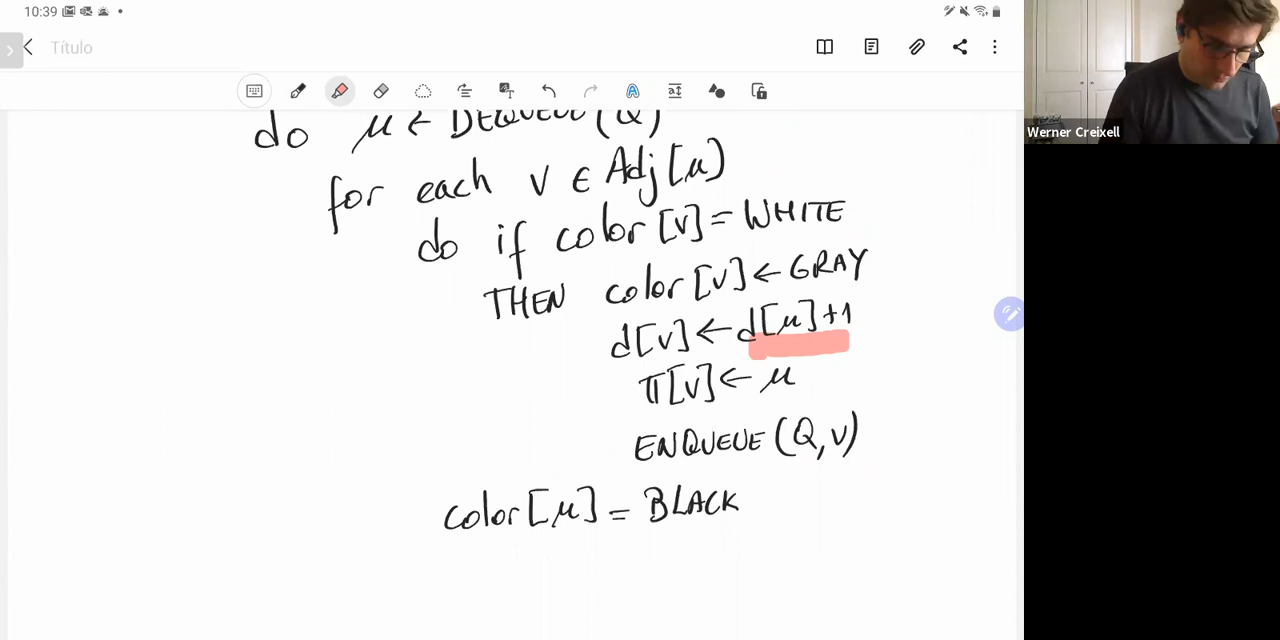 10:39
Título
do μ ← DEQUEUE(Q)
for each v ∈ Adj[μ]
do if color[v] = WHITE
THEN color[v] ← GRAY
d[v] ← d[μ]+1
π[v] ← μ
ENQUEUE(Q,v)
color[μ] = BLACK
Werner Creixell